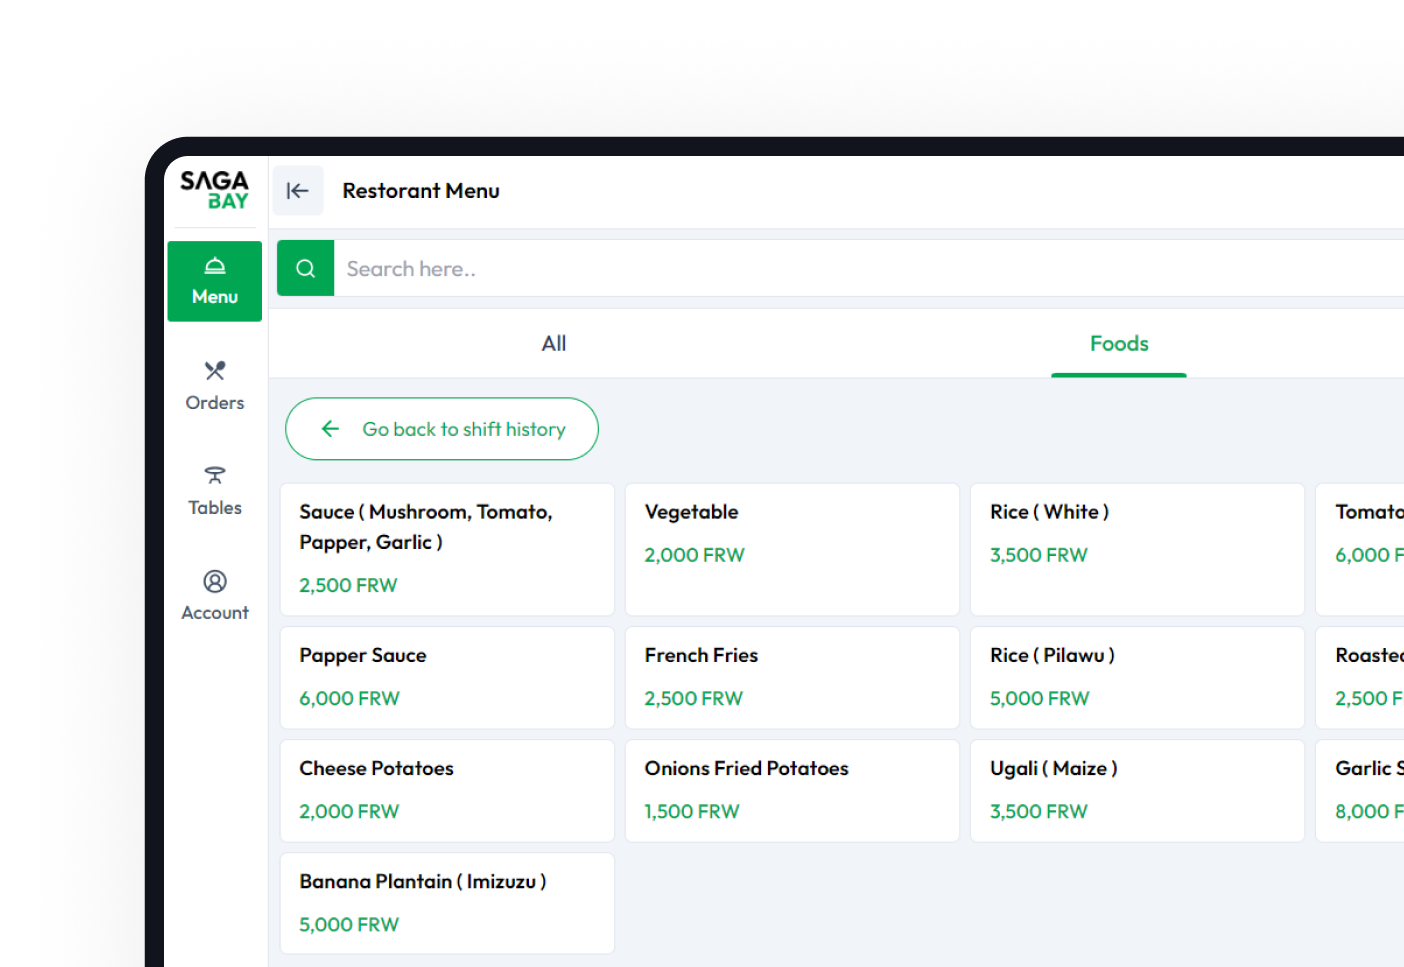 SAGA
BAY
Restorant Menu
Menu
Search here..
All
Foods
Orders
Go back to shift history
Tables
Account
Sauce ( Mushroom, Tomato,
Papper, Garlic )
2,500 FRW
Vegetable
2,000 FRW
Rice ( White )
3,500 FRW
Tomato
6,000 F
Papper Sauce
6,000 FRW
French Fries
2,500 FRW
Rice ( Pilawu )
5,000 FRW
Roasted
2,500 F
Cheese Potatoes
2,000 FRW
Onions Fried Potatoes
1,500 FRW
Ugali ( Maize )
3,500 FRW
Garlic S
8,000 F
Banana Plantain ( Imizuzu )
5,000 FRW